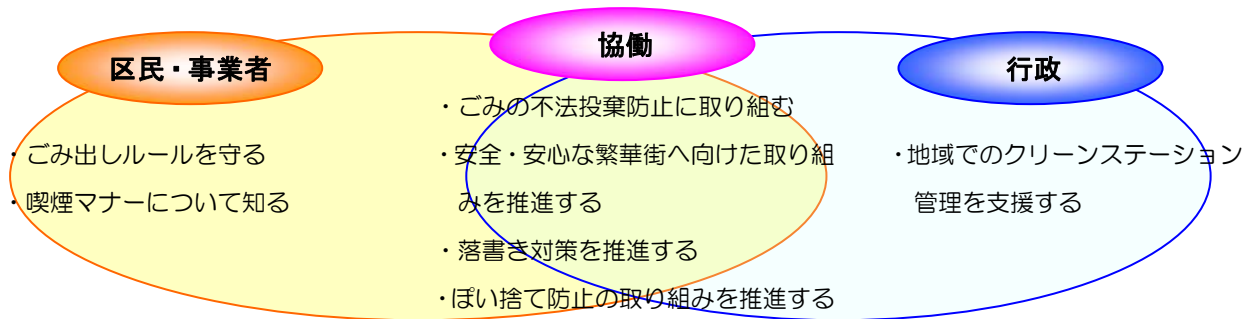 区民・事業者
・ごみ出しルールを守る
・喫煙マナーについて知る
協働
・ごみの不法投棄防止に取り組む
・安全・安心な繁華街へ向けた取り組
みを推進する
・落書き対策を推進する
・ぽい捨て防止の取り組みを推進する
行政
・地域でのクリーンステーション
管理を支援する